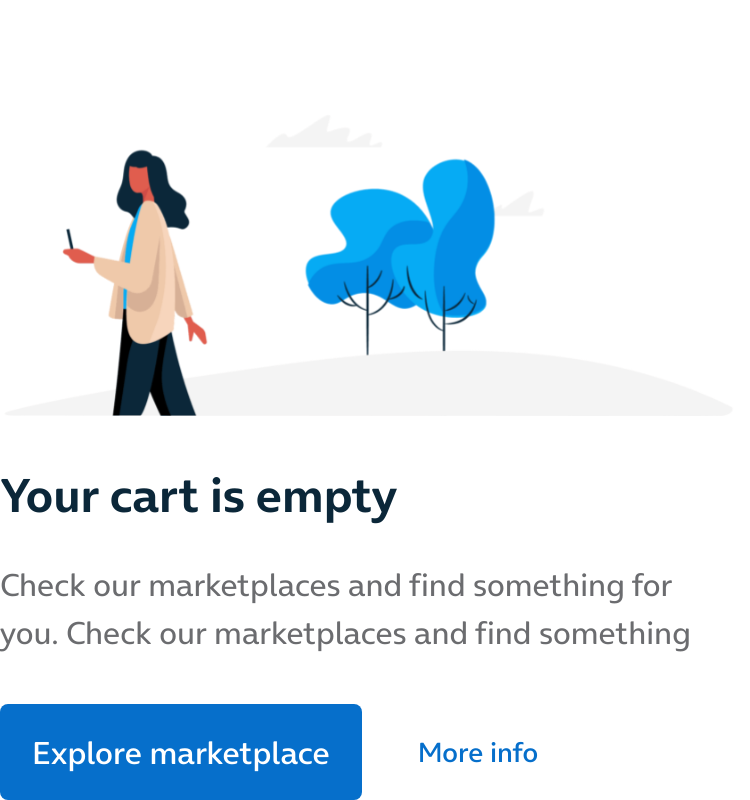 Your cart is empty
Check our marketplaces and find something for
you. Check our marketplaces and find something
Explore marketplace
More info